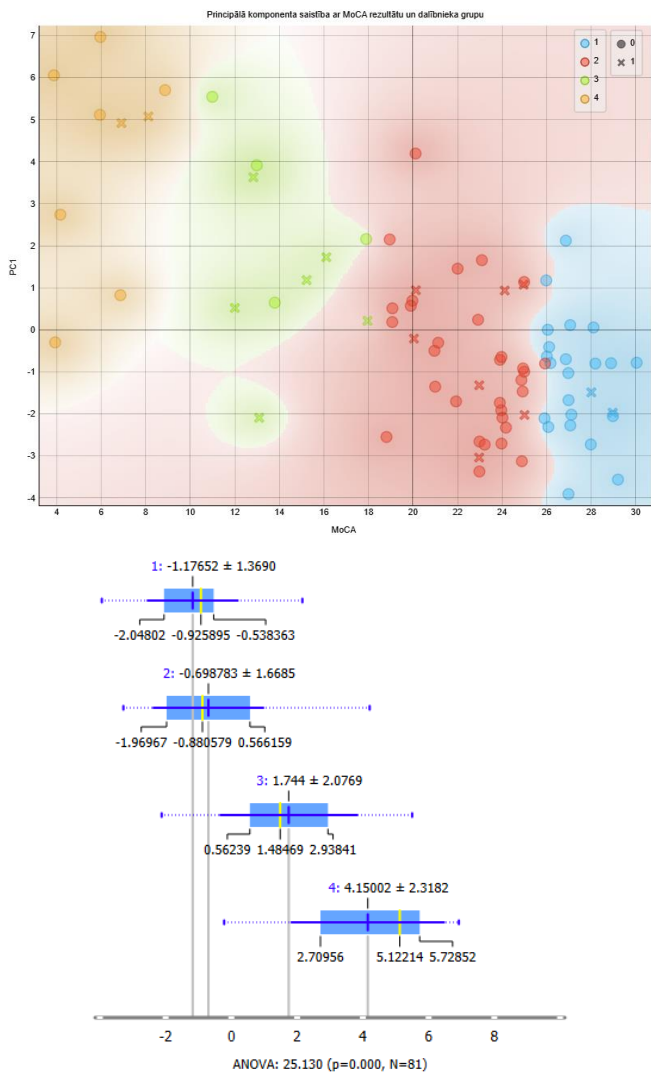 Principālā komponenta saistība ar MoCA rezultātu un dalībnieka grupu
7
6
5
4
3
2
1
0
-1
-2
-3
-4
PC1
1
2
3
4
0
1
4 6 8 10 12 14 16 18 20 22 24 26 28 30
MoCA
1: -1.17652 ± 1.3690
-2.04802 -0.925895 -0.538363
2: -0.698783 ± 1.6685
-1.96967 -0.880579 0.566159
3: 1.744 ± 2.0769
0.56239 1.48469 2.93841
4: 4.15002 ± 2.3182
2.70956 5.12214 5.72852
-2 0 2 4 6 8
ANOVA: 25.130 (p=0.000, N=81)